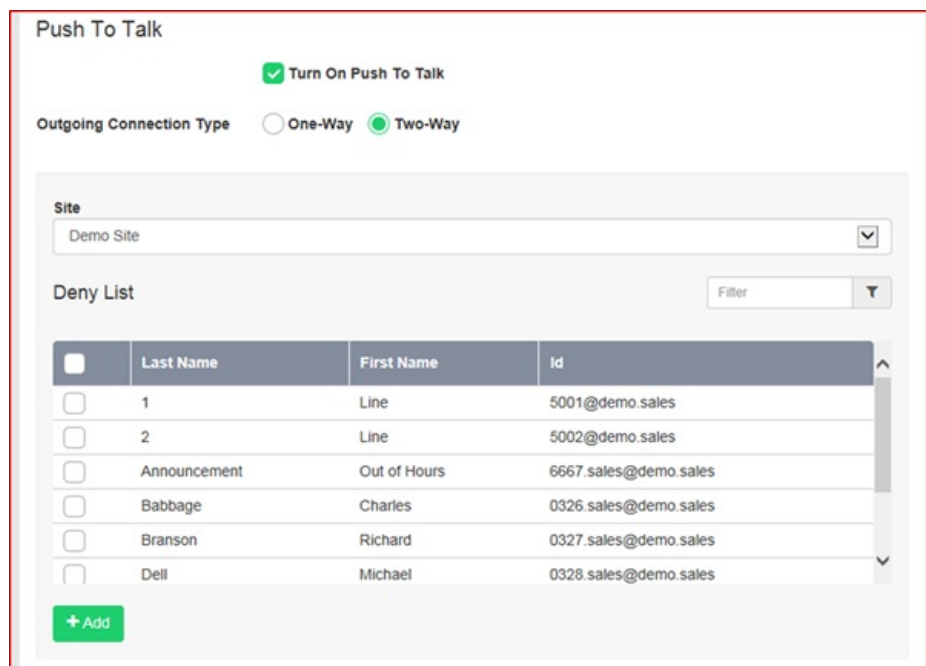 Push To Talk
Turn On Push To Talk
Outgoing Connection Type One-Way Two-Way
Site
Demo Site
Deny List Filter
Last Name First Name Id
1 Line 5001@demo.sales
2 Line 5002@demo.sales
Announcement Out of Hours 6667.sales@demo.sales
Babbage Charles 0326.sales@demo.sales
Branson Richard 0327.sales@demo.sales
Dell Michael 0328.sales@demo.sales
+ Add